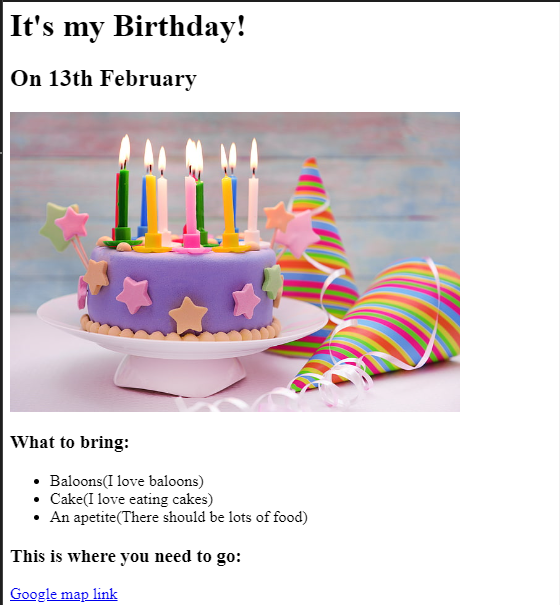 It's my Birthday!
On 13th February
What to bring:
Baloons(I love baloons)
Cake(I love eating cakes)
An apetite(There should be lots of food)
This is where you need to go:
Google map link